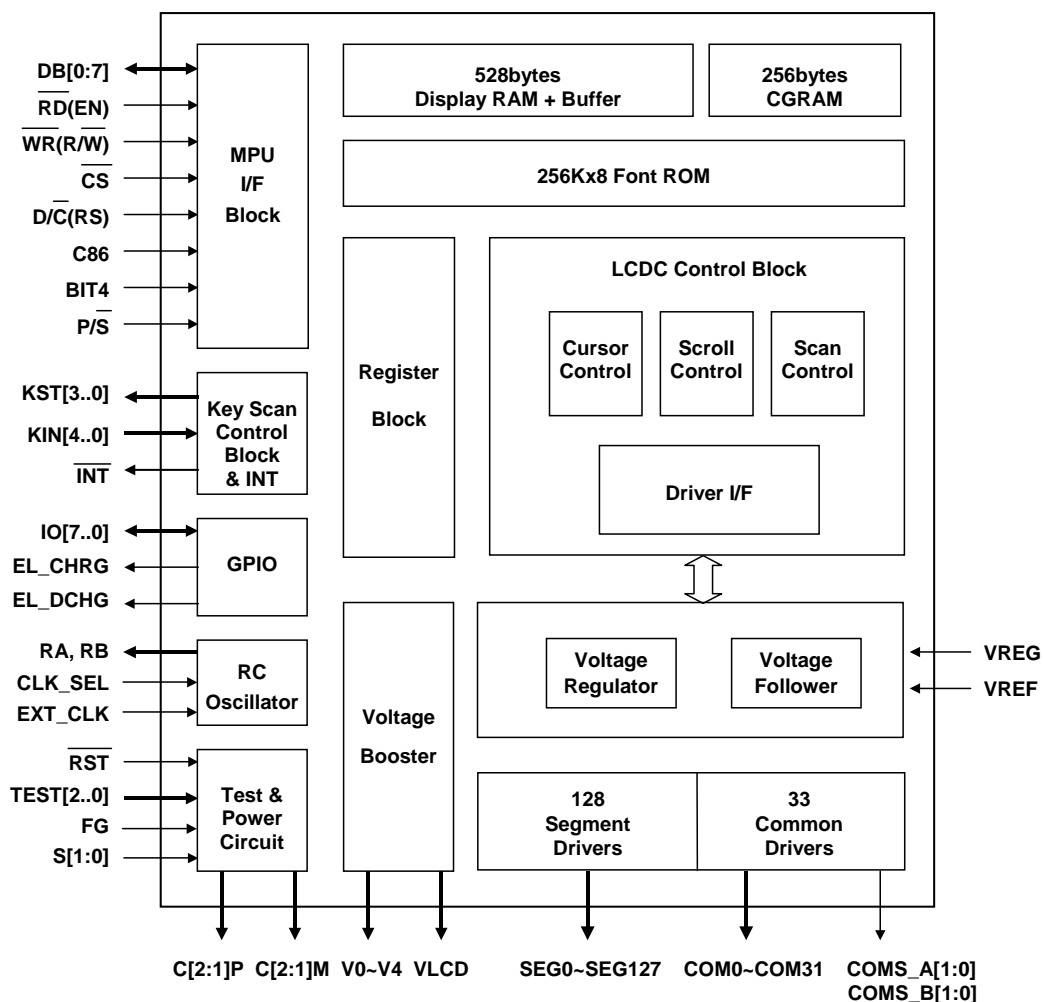 DB[0:7]
RD(EN)
WR(R/W)
CS
D/C(RS)
C86
BIT4
P/S
MPU
I/F
Block
528bytes
Display RAM + Buffer
256bytes
CGRAM
256Kx8 Font ROM
KST[3..0]
KIN[4..0]
INT
Key Scan
Control
Block
& INT
Register
Block
LCDC Control Block
Cursor
Control
Scroll
Control
Scan
Control
Driver I/F
IO[7..0]
EL_CHRG
EL_DCHG
GPIO
RA, RB
CLK_SEL
EXT_CLK
RC
Oscillator
Voltage
Booster
Voltage
Regulator
Voltage
Follower
VREG
VREF
RST
TEST[2..0]
FG
S[1:0]
Test &
Power
Circuit
128
Segment
Drivers
33
Common
Drivers
C[2:1]P
C[2:1]M
V0~V4
VLCD
SEG0~SEG127
COM0~COM31
COMS_A[1:0]
COMS_B[1:0]